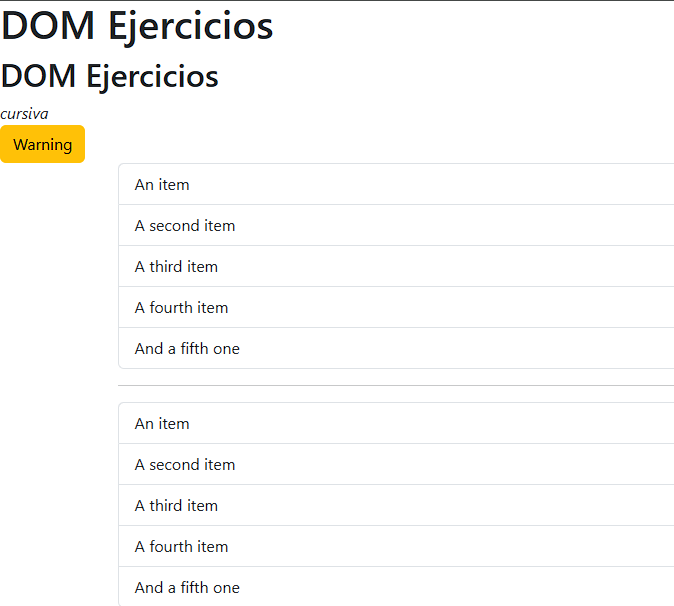 DOM Ejercicios
DOM Ejercicios
cursiva
Warning
An item
A second item
A third item
A fourth item
And a fifth one
An item
A second item
A third item
A fourth item
And a fifth one